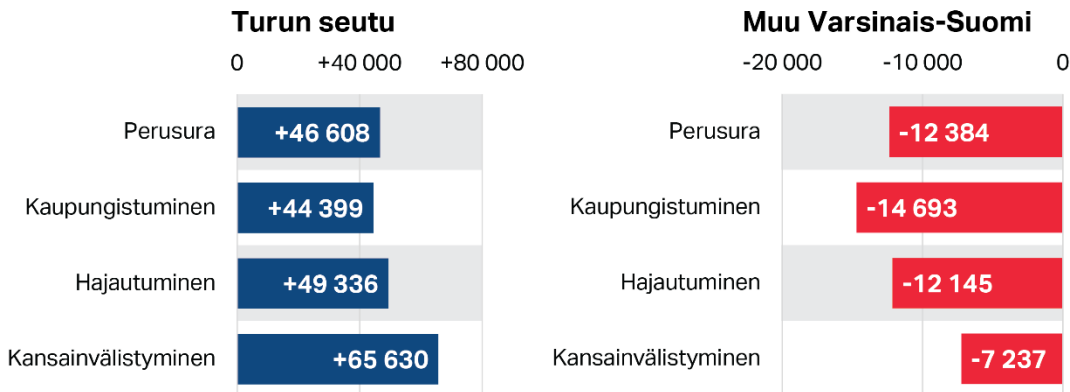 Turun seutu
0 +40 000 +80 000
Perusura +46 608
Kaupungistuminen +44 399
Hajautuminen +49 336
Kansainvälistyminen +65 630
Muu Varsinais-Suomi
-20 000 -10 000 0
Perusura -12 384
Kaupungistuminen -14 693
Hajautuminen -12 145
Kansainvälistyminen -7 237